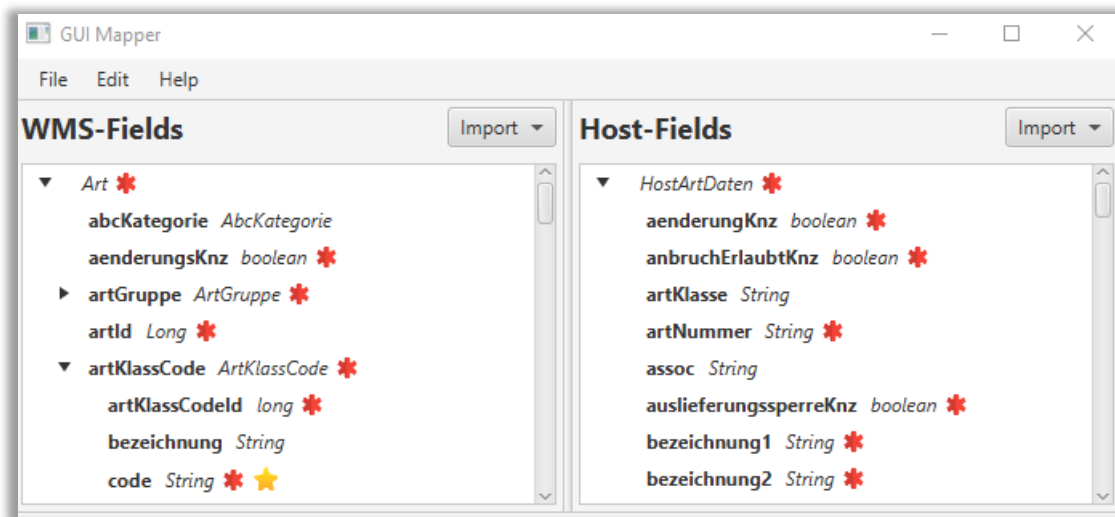 GUI Mapper
File Edit Help
WMS-Fields Import
Art
abcKategorie AbcKategorie
aenderungsKnz boolean
artGruppe ArtGruppe
artId Long
artKlassCode ArtKlassCode
artKlassCodeId long
bezeichnung String
code String
Host-Fields Import
HostArtDaten
aenderungKnz boolean
anbruchErlaubtKnz boolean
artKlasse String
artNummer String
assoc String
auslieferungssperreKnz boolean
bezeichnung1 String
bezeichnung2 String